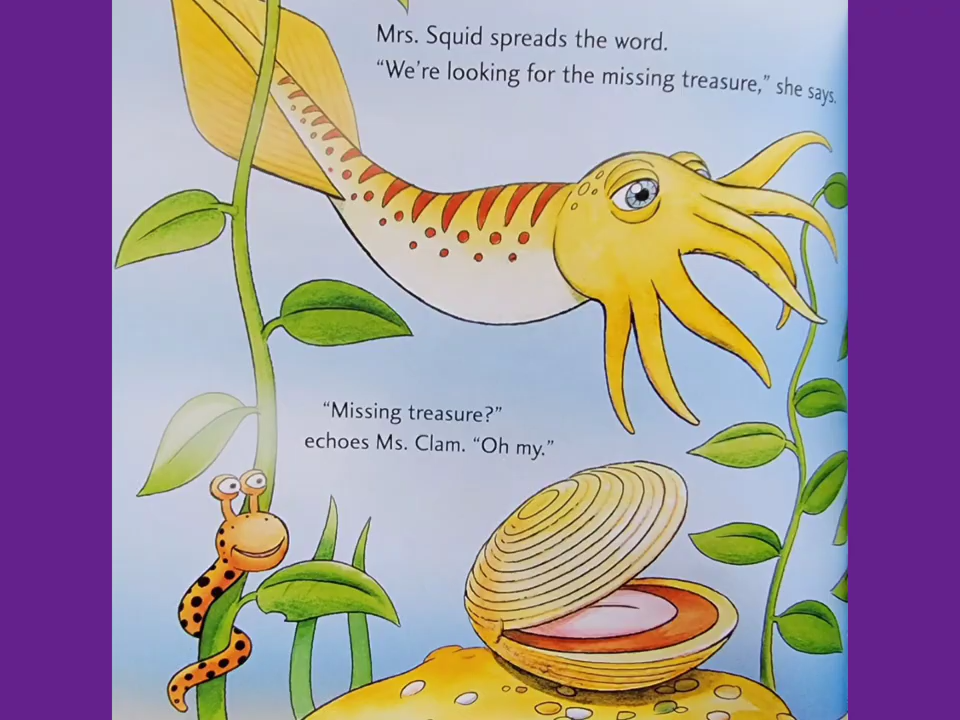 Mrs. Squid spreads the word.
“We’re looking for the missing treasure,” she says.
“Missing treasure?”
echoes Ms. Clam. “Oh my.”